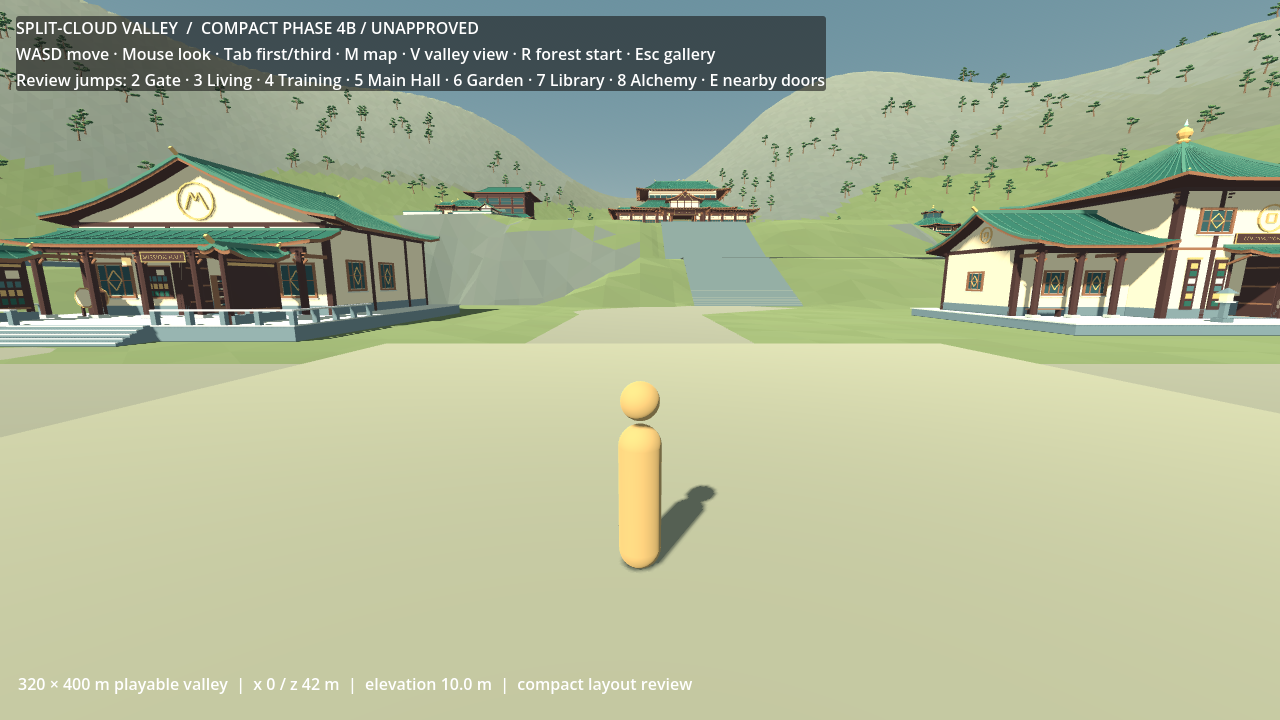 SPLIT-CLOUD VALLEY / COMPACT PHASE 4B / UNAPPROVED
WASD move · Mouse look · Tab first/third · M map · V valley view · R forest start · Esc gallery
Review jumps: 2 Gate · 3 Living · 4 Training · 5 Main Hall · 6 Garden · 7 Library · 8 Alchemy · E nearby doors
M
MISSION HALL
320 × 400 m playable valley | x 0 / z 42 m | elevation 10.0 m | compact layout review